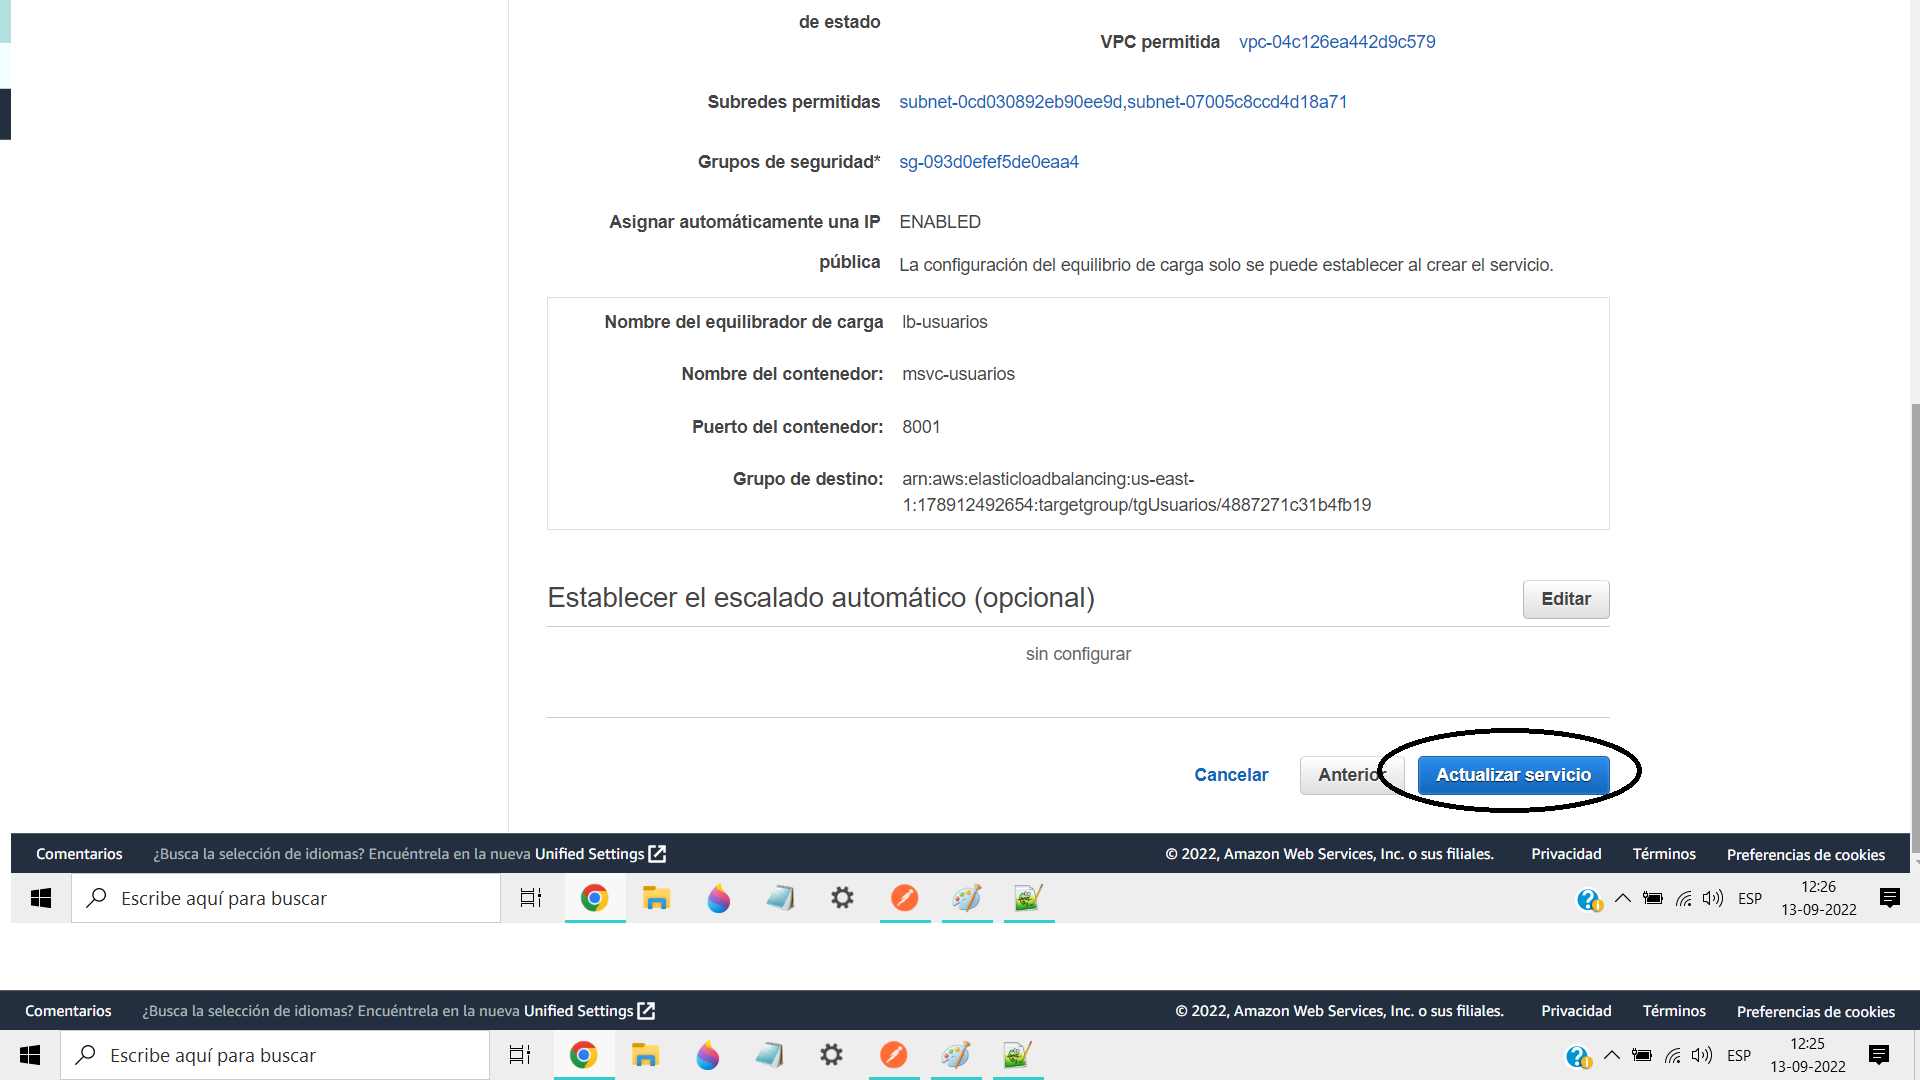 de estado
VPC permitida vpc-04c126ea442d9c579
Subredes permitidas subnet-0cd030892eb90ee9d,subnet-07005c8ccd4d18a71
Grupos de seguridad* sg-093d0efef5de0eaa4
Asignar automáticamente una IP ENABLED
pública La configuración del equilibrio de carga solo se puede establecer al crear el servicio.
Nombre del equilibrador de carga lb-usuarios
Nombre del contenedor: msvc-usuarios
Puerto del contenedor: 8001
Grupo de destino: arn:aws:elasticloadbalancing:us-east-
1:178912492654:targetgroup/tgUsuarios/4887271c31b4fb19
Establecer el escalado automático (opcional) Editar
sin configurar
Cancelar Anterior Actualizar servicio
Comentarios ¿Busca la selección de idiomas? Encuéntrela en la nueva Unified Settings © 2022, Amazon Web Services, Inc. o sus filiales. Privacidad Términos Preferencias de cookies
Escribe aquí para buscar ESP 12:26
13-09-2022
Comentarios ¿Busca la selección de idiomas? Encuéntrela en la nueva Unified Settings © 2022, Amazon Web Services, Inc. o sus filiales. Privacidad Términos Preferencias de cookies
Escribe aquí para buscar ESP 12:25
13-09-2022